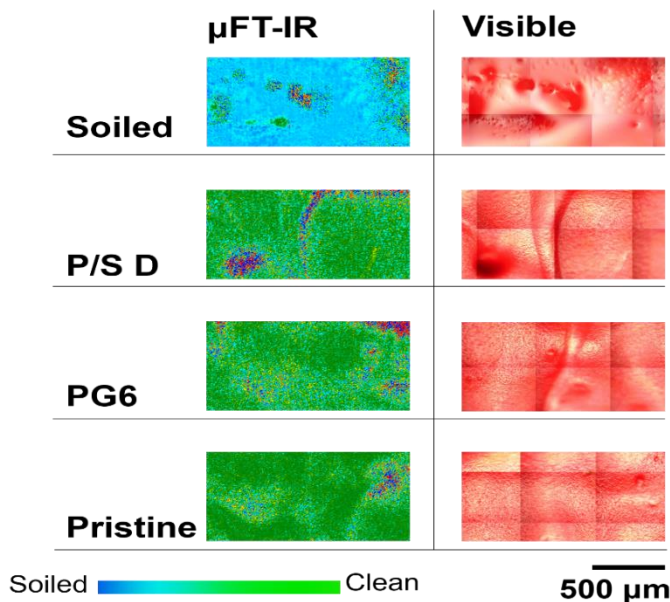 µFT-IR Visible
Soiled
P/S D
PG6
Pristine
Soiled Clean
500 µm